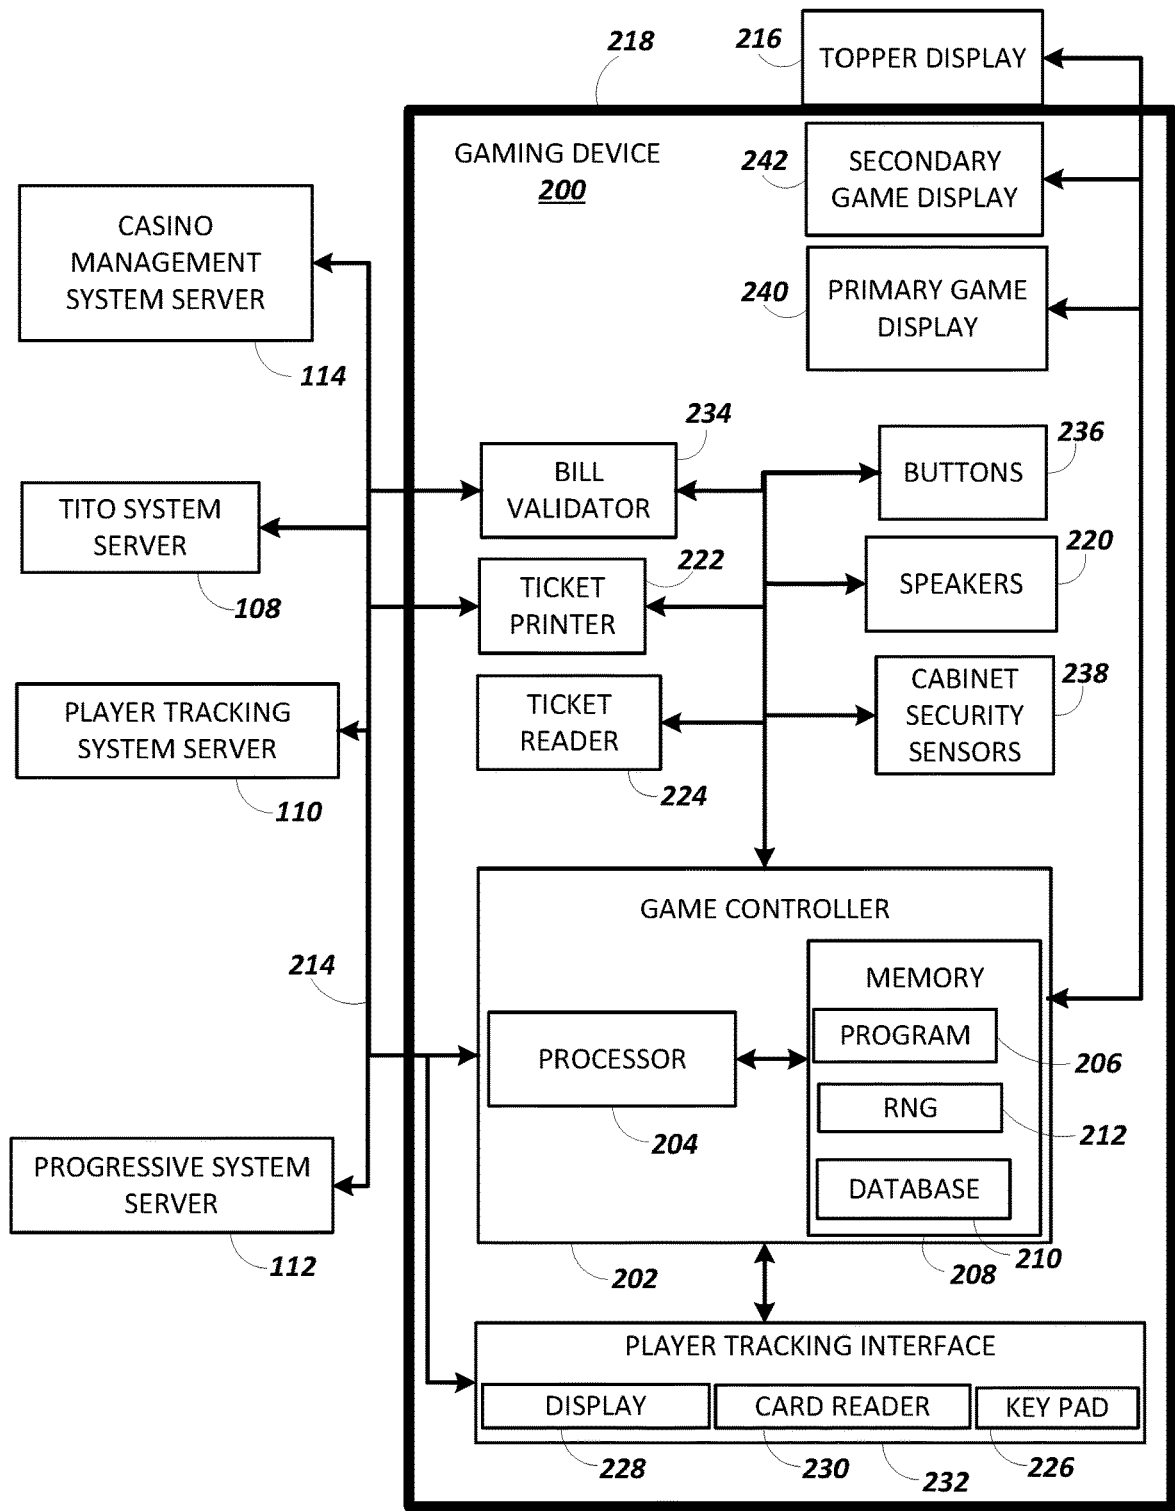 218
216
TOPPER DISPLAY
GAMING DEVICE
200
242
SECONDARY
GAME DISPLAY
240
PRIMARY GAME
DISPLAY
CASINO
MANAGEMENT
SYSTEM SERVER
114
234
BILL
VALIDATOR
BUTTONS
236
TITO SYSTEM
SERVER
108
222
TICKET
PRINTER
SPEAKERS
220
PLAYER TRACKING
SYSTEM SERVER
110
TICKET
READER
224
CABINET
SECURITY
SENSORS
238
GAME CONTROLLER
214
MEMORY
PROCESSOR
204
PROGRAM
206
RNG
212
DATABASE
210
PROGRESSIVE SYSTEM
SERVER
112
202
208
PLAYER TRACKING INTERFACE
DISPLAY
CARD READER
KEY PAD
228
230
232
226